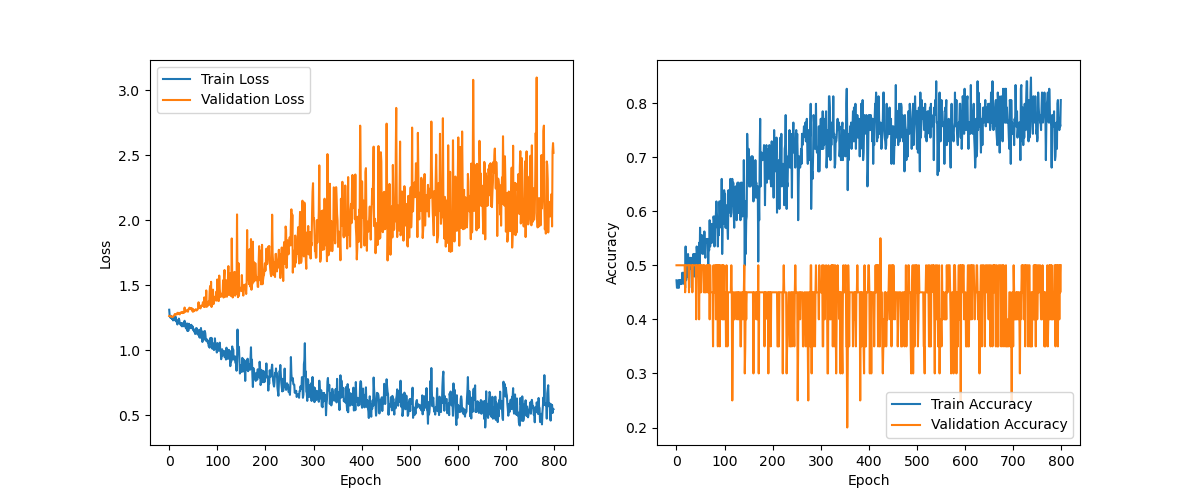 Train Loss
Validation Loss
3.0
2.5
2.0
1.5
1.0
0.5
Loss
0 100 200 300 400 500 600 700 800
Epoch
0.8
0.7
0.6
0.5
0.4
0.3
0.2
Accuracy
Train Accuracy
Validation Accuracy
0 100 200 300 400 500 600 700 800
Epoch